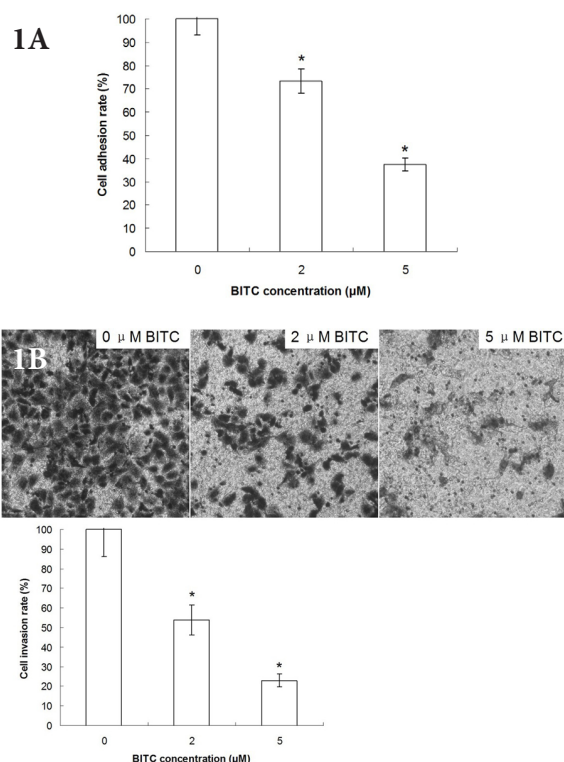 1A
Cell adhesion rate (%)
100
90
80
70
60
50
40
30
20
10
0
*
*
0 2 5
BITC concentration (μM)
1B
0 μ M BITC
2 μ M BITC
5 μ M BITC
Cell invasion rate (%)
100
90
80
70
60
50
40
30
20
10
0
*
*
0 2 5
BITC concentration (μM)